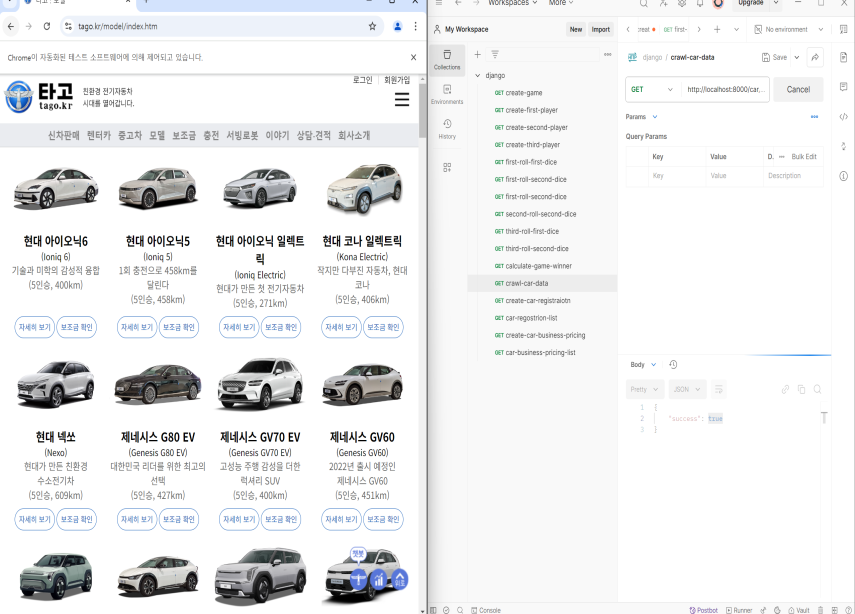 tago.kr/model/index.htm
Chrome이 자동화된 테스트 소프트웨어에 의해 제어되고 있습니다.
로그인 회원가입
타고
tago.kr
친환경 전기자동차
시대를 열어갑니다.
신차판매 렌터카 중고차 모델 보조금 충전 서빙로봇 이야기 상담·견적 회사소개
현대 아이오닉6
(Ioniq 6)
기술과 미학의 감성적 융합
(5인승, 400km)
자세히 보기 보조금 확인
현대 아이오닉5
(Ioniq 5)
1회 충전으로 458km를
달린다
(5인승, 458km)
자세히 보기 보조금 확인
현대 아이오닉 일렉트
릭
(Ioniq Electric)
현대가 만든 첫 전기자동차
(5인승, 271km)
자세히 보기 보조금 확인
현대 코나 일렉트릭
(Kona Electric)
작지만 다부진 자동차, 현대
코나
(5인승, 406km)
자세히 보기 보조금 확인
현대 넥쏘
(Nexo)
현대가 만든 친환경
수소전기차
(5인승, 609km)
자세히 보기 보조금 확인
제네시스 G80 EV
(Genesis G80 EV)
대한민국 리더를 위한 최고의
선택
(5인승, 427km)
자세히 보기 보조금 확인
제네시스 GV70 EV
(Genesis GV70 EV)
고성능 주행 감성을 더한
럭셔리 SUV
(5인승, 400km)
자세히 보기 보조금 확인
제네시스 GV60
(Genesis GV60)
2022년 출시 예정인
제네시스 GV60
(5인승, 451km)
자세히 보기 보조금 확인
챗봇
위로
Workspaces More Upgrade
My Workspace New Import
Collections
Environments
History
django
GET create-game
GET create-first-player
GET create-second-player
GET create-third-player
GET first-roll-first-dice
GET first-roll-second-dice
GET first-roll-second-dice
GET second-roll-second-dice
GET third-roll-first-dice
GET third-roll-second-dice
GET calculate-game-winner
GET crawl-car-data
GET create-car-registraiotn
GET car-regostrion-list
GET create-car-business-pricing
GET car-business-pricing-list
GET first- No environment
django / crawl-car-data Save
GET http://localhost:8000/car,... Cancel
Params
Query Params
Key Value D. Bulk Edit
Key Value Description
Body
Pretty JSON
1 {
2 "success": true
3 }
Console
Postbot Runner Vault